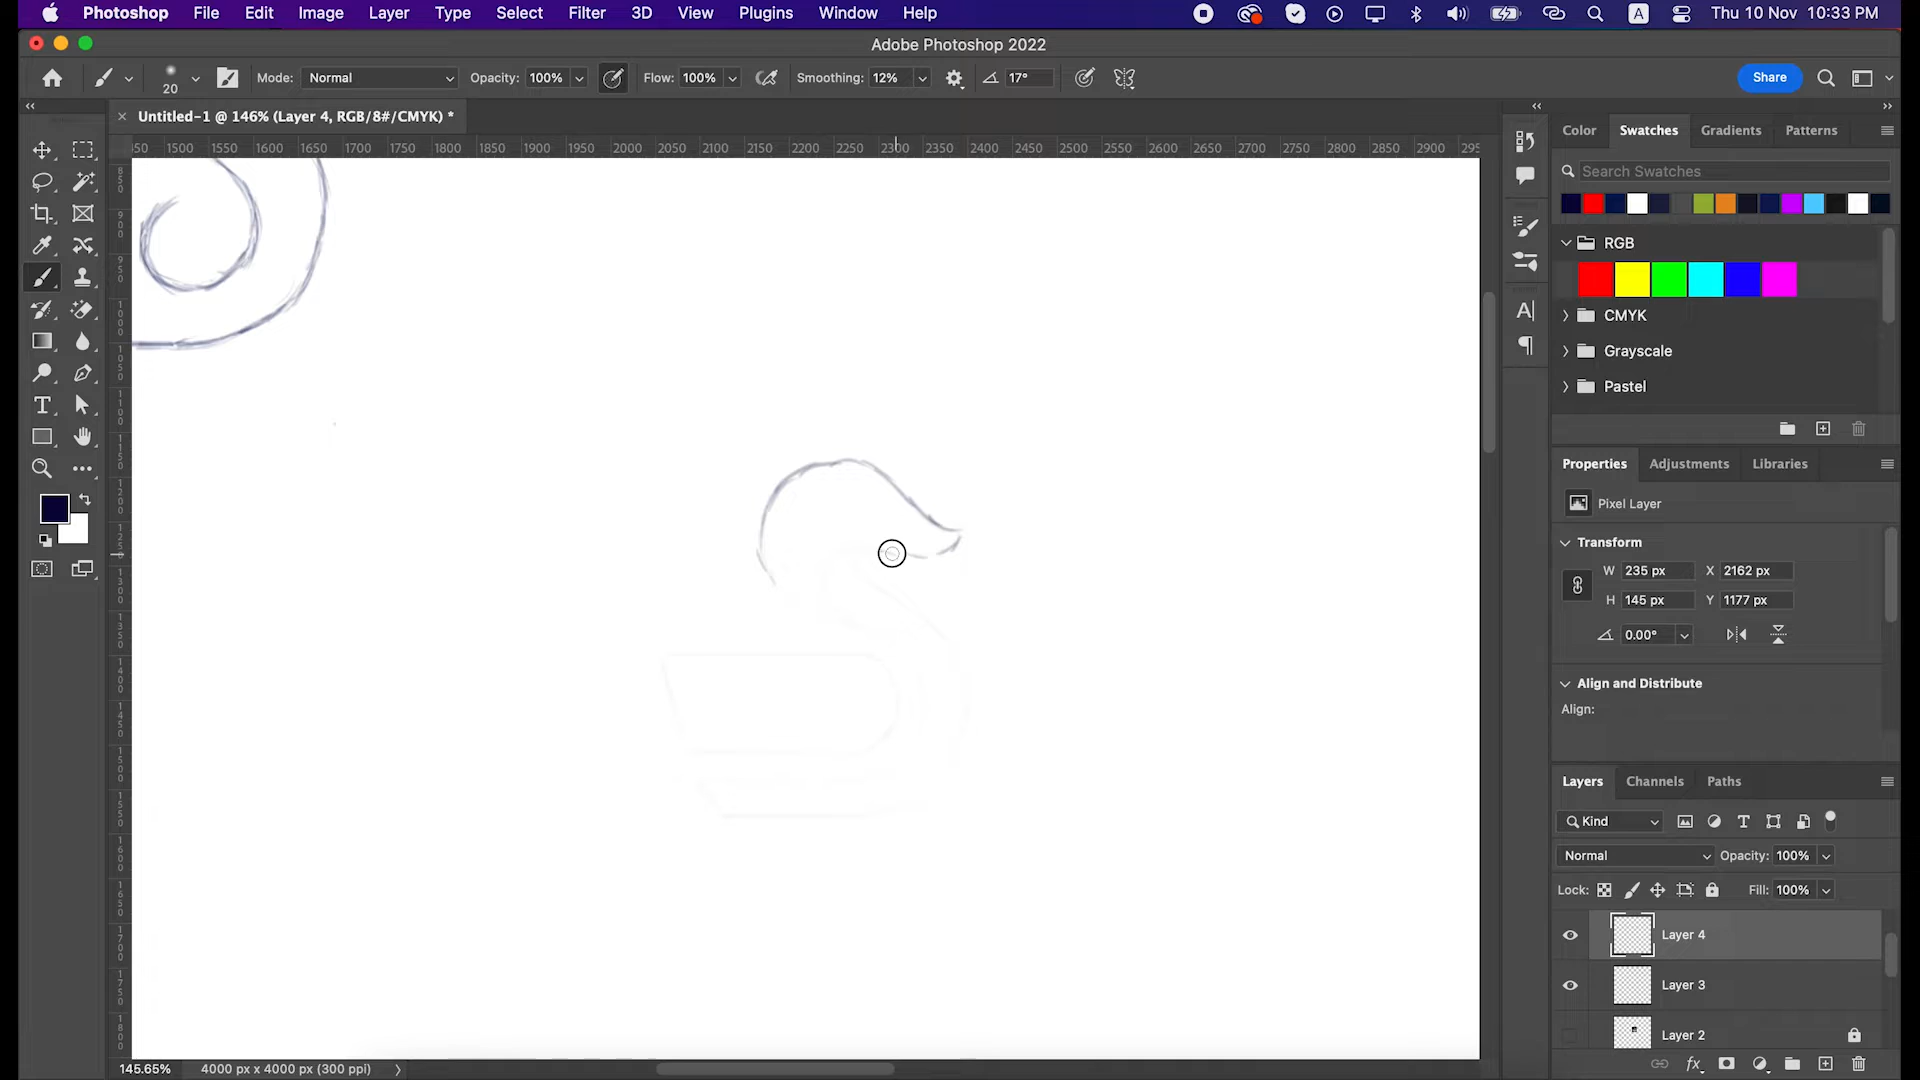 Photoshop File Edit Image Layer Type Select Filter 3D View Plugins Window Help A Thu 10 Nov 10:33 PM
Adobe Photoshop 2022
20 Mode: Normal Opacity: 100% Flow: 100% Smoothing: 12% 17° Share
Untitled-1 @ 146% (Layer 4, RGB/8#/CMYK) *
1500 1550 1600 1650 1700 1750 1800 1850 1900 1950 2000 2050 2100 2150 2200 2250 2300 2350 2400 2450 2500 2550 2600 2650 2700 2750 2800 2850 2900
Color Swatches Gradients Patterns
Search Swatches
RGB
CMYK
Grayscale
Pastel
Properties Adjustments Libraries
Pixel Layer
Transform
W 235 px X 2162 px
H 145 px Y 1177 px
0.00°
Align and Distribute
Align:
Layers Channels Paths
Kind
Normal Opacity: 100%
Lock: Fill: 100%
Layer 4
Layer 3
Layer 2
145.65% 4000 px x 4000 px (300 ppi)